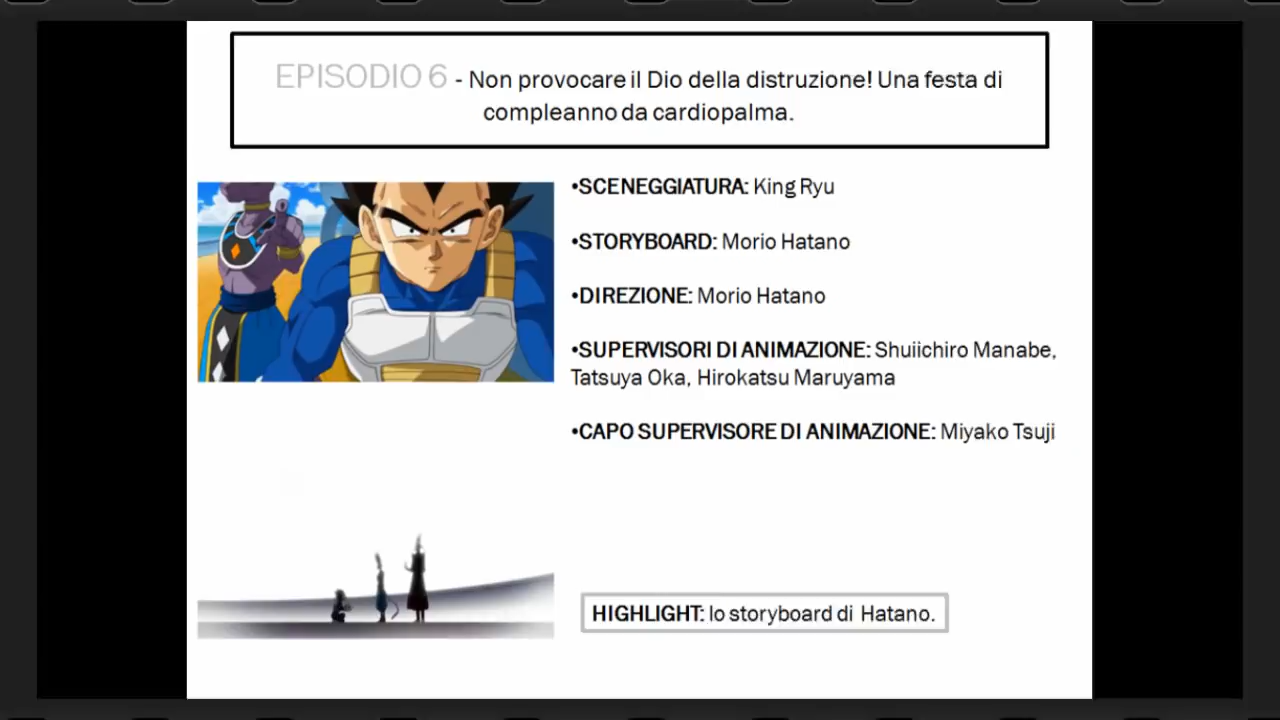 EPISODIO 6 - Non provocare il Dio della distruzione! Una festa di
compleanno da cardiopalma.
•SCENEGGIATURA: King Ryu
•STORYBOARD: Morio Hatano
•DIREZIONE: Morio Hatano
•SUPERVISORI DI ANIMAZIONE: Shuiichiro Manabe,
Tatsuya Oka, Hirokatsu Maruyama
•CAPO SUPERVISORE DI ANIMAZIONE: Miyako Tsuji
HIGHLIGHT: lo storyboard di Hatano.